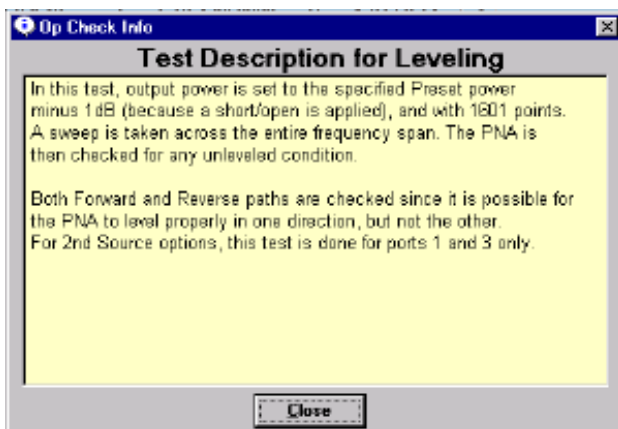 Op Check Info
Test Description for Leveling
In this test, output power is set to the specified Preset power
minus 1dB (because a short/open is applied), and with 1601 points.
A sweep is taken across the entire frequency span. The PNA is
then checked for any unleveled condition.
Both Forward and Reverse paths are checked since it is possible for
the PNA to level properly in one direction, but not the other.
For 2nd Source options, this test is done for ports 1 and 3 only.
Close